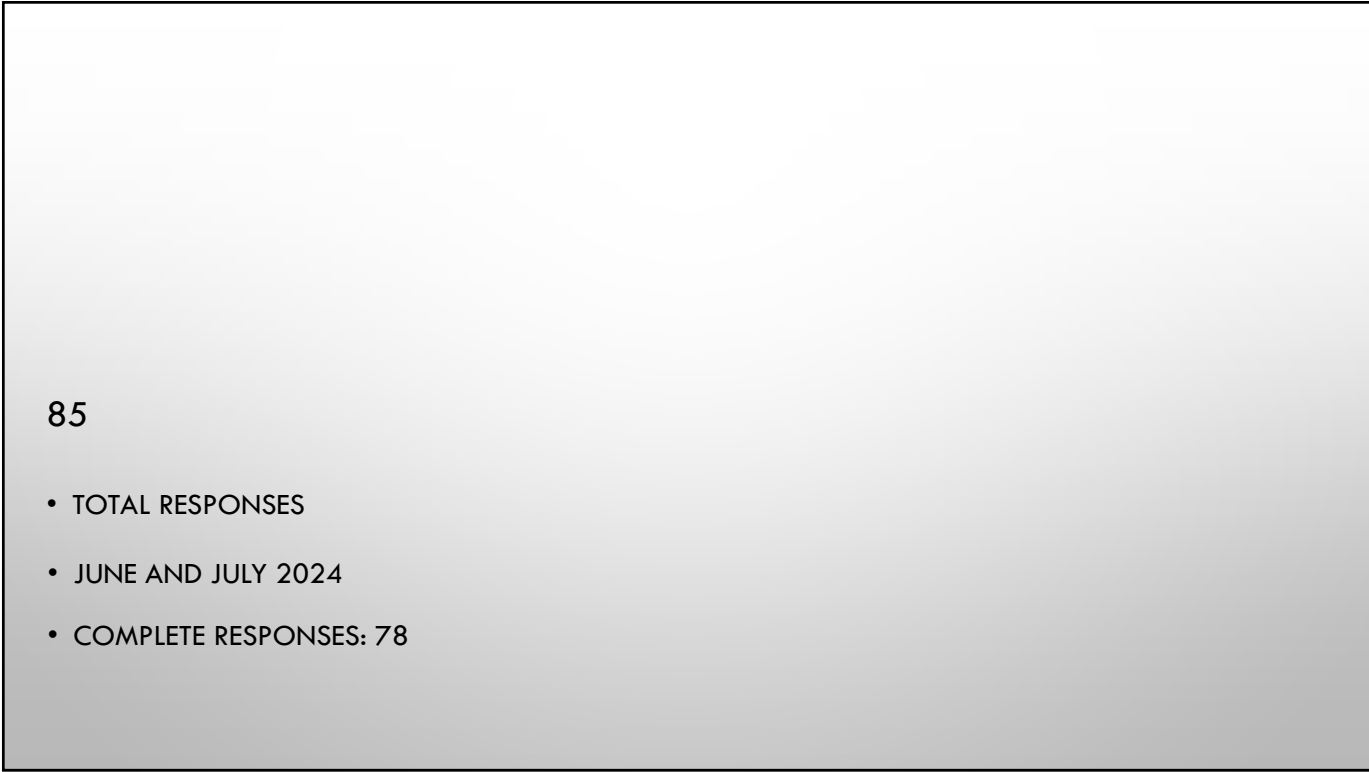 85
• TOTAL RESPONSES
• JUNE AND JULY 2024
• COMPLETE RESPONSES: 78